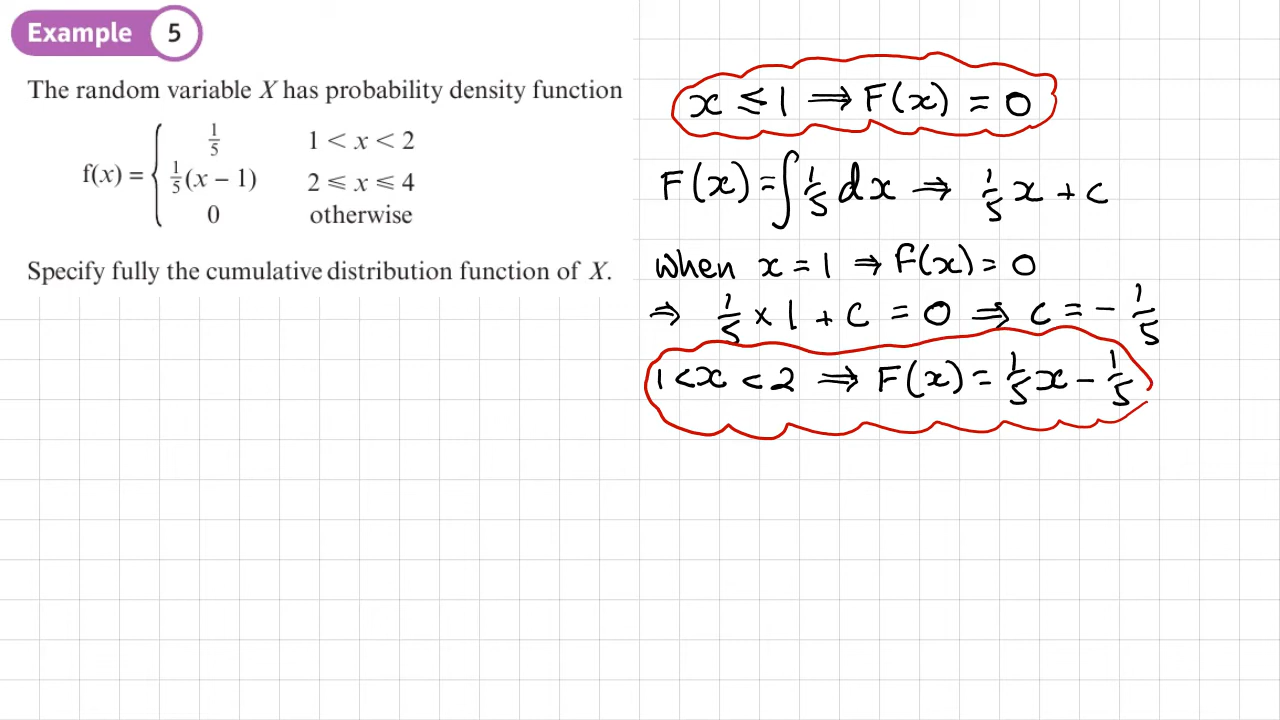 Example 5
The random variable X has probability density function
f(x) = { 1/5    1 < x < 2
1/5(x − 1)    2 ⩽ x ⩽ 4
0    otherwise
Specify fully the cumulative distribution function of X.
x ≤ 1 ⇒ F(x) = 0
F(x) = ∫ 1/5 dx ⇒ 1/5 x + c
when x = 1 ⇒ F(x) = 0
⇒ 1/5 × 1 + c = 0 ⇒ c = − 1/5
1 < x < 2 ⇒ F(x) = 1/5 x − 1/5